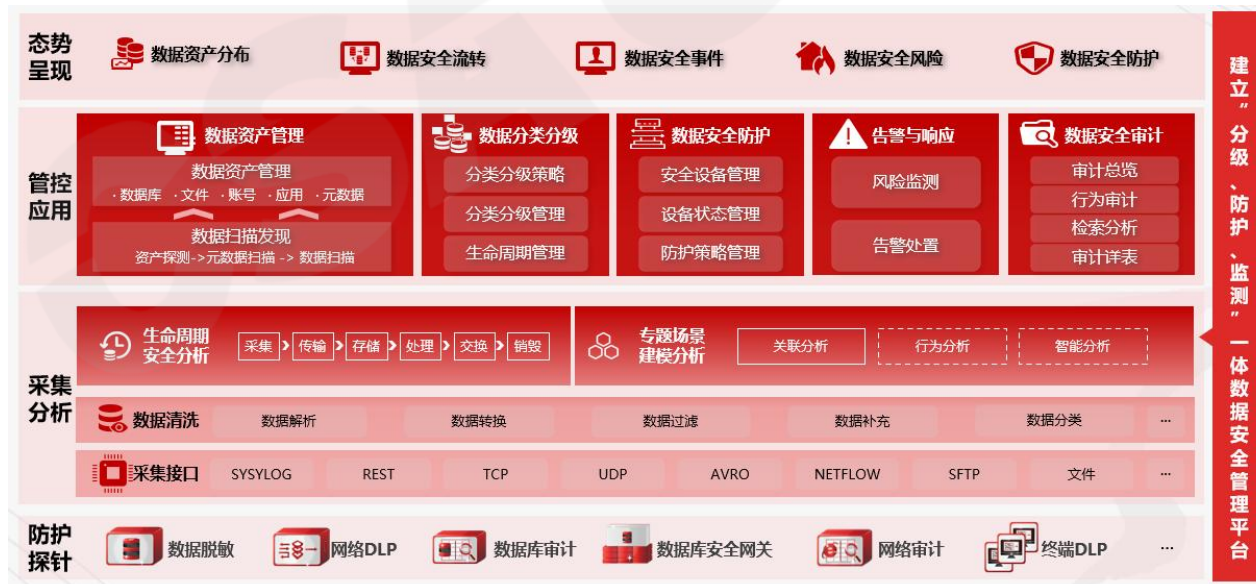 态势
呈现
数据资产分布
数据安全流转
数据安全事件
数据安全风险
数据安全防护
管控
应用
数据资产管理
数据资产管理
·数据库 ·文件 ·账号 ·应用 ·元数据
数据扫描发现
资产探测->元数据扫描 -> 数据扫描
数据分类分级
分类分级策略
分类分级管理
生命周期管理
数据安全防护
安全设备管理
设备状态管理
防护策略管理
告警与响应
风险监测
告警处置
数据安全审计
审计总览
行为审计
检索分析
审计详表
采集
分析
生命周期
安全分析
采集
传输
存储
处理
交换
销毁
专题场景
建模分析
关联分析
行为分析
智能分析
数据清洗
数据解析
数据转换
数据过滤
数据补充
数据分类
...
采集接口
SYSYLOG
REST
TCP
UDP
AVRO
NETFLOW
SFTP
文件
...
防护
探针
数据脱敏
网络DLP
数据库审计
数据库安全网关
网络审计
终端DLP
...
建立"分级、防护、监测"一体数据安全管理平台